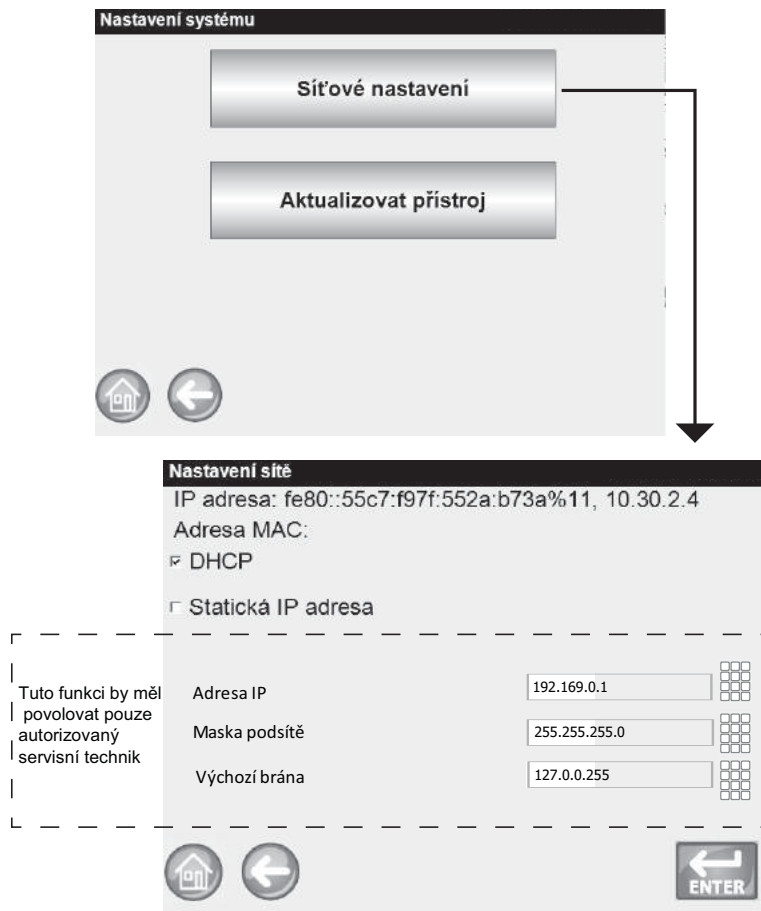 Nastavení systému
Síťové nastavení
Aktualizovat přístroj
Nastavení sítě
IP adresa: fe80::55c7:f97f:552a:b73a%11, 10.30.2.4
Adresa MAC:
DHCP
Statická IP adresa
Tuto funkci by měl
povolovat pouze
autorizovaný
servisní technik
Adresa IP
192.169.0.1
Maska podsítě
255.255.255.0
Výchozí brána
127.0.0.255
ENTER